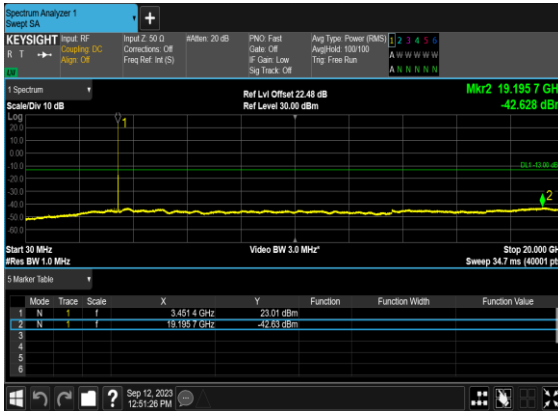 Spectrum Analyzer 1
Swept SA
+
KEYSIGHT Input: RF Input Z: 50 Ω #Atten: 20 dB PNO: Fast Avg Type: Power (RMS) 1 2 3 4 5 6
R T Coupling: DC Corrections: Off Gate: Off Avg|Hold: 100/100 A W W W W W
Align: Off Freq Ref: Int (S) IF Gain: Low Trig: Free Run
Sig Track: Off A N N N N N
1 Spectrum
Ref Lvl Offset 22.48 dB Mkr2 19.195 7 GH
Scale/Div 10 dB Ref Level 30.00 dBm -42.628 dBr
Log
1
20.0
10.0
0.00
-10.0
DL1 -13.00 dB
-20.0
-30.0
-40.0
2
-50.0
-60.0
Start 30 MHz Video BW 3.0 MHz* Stop 20.000 GH
#Res BW 1.0 MHz Sweep 34.7 ms (40001 pt
5 Marker Table
Mode Trace Scale X Y Function Function Width Function Value
1 N 1 f 3.451 4 GHz 23.01 dBm
2 N 1 f 19.195 7 GHz -42.63 dBm
3
4
5
6
? Sep 12, 2023
12:51:26 PM